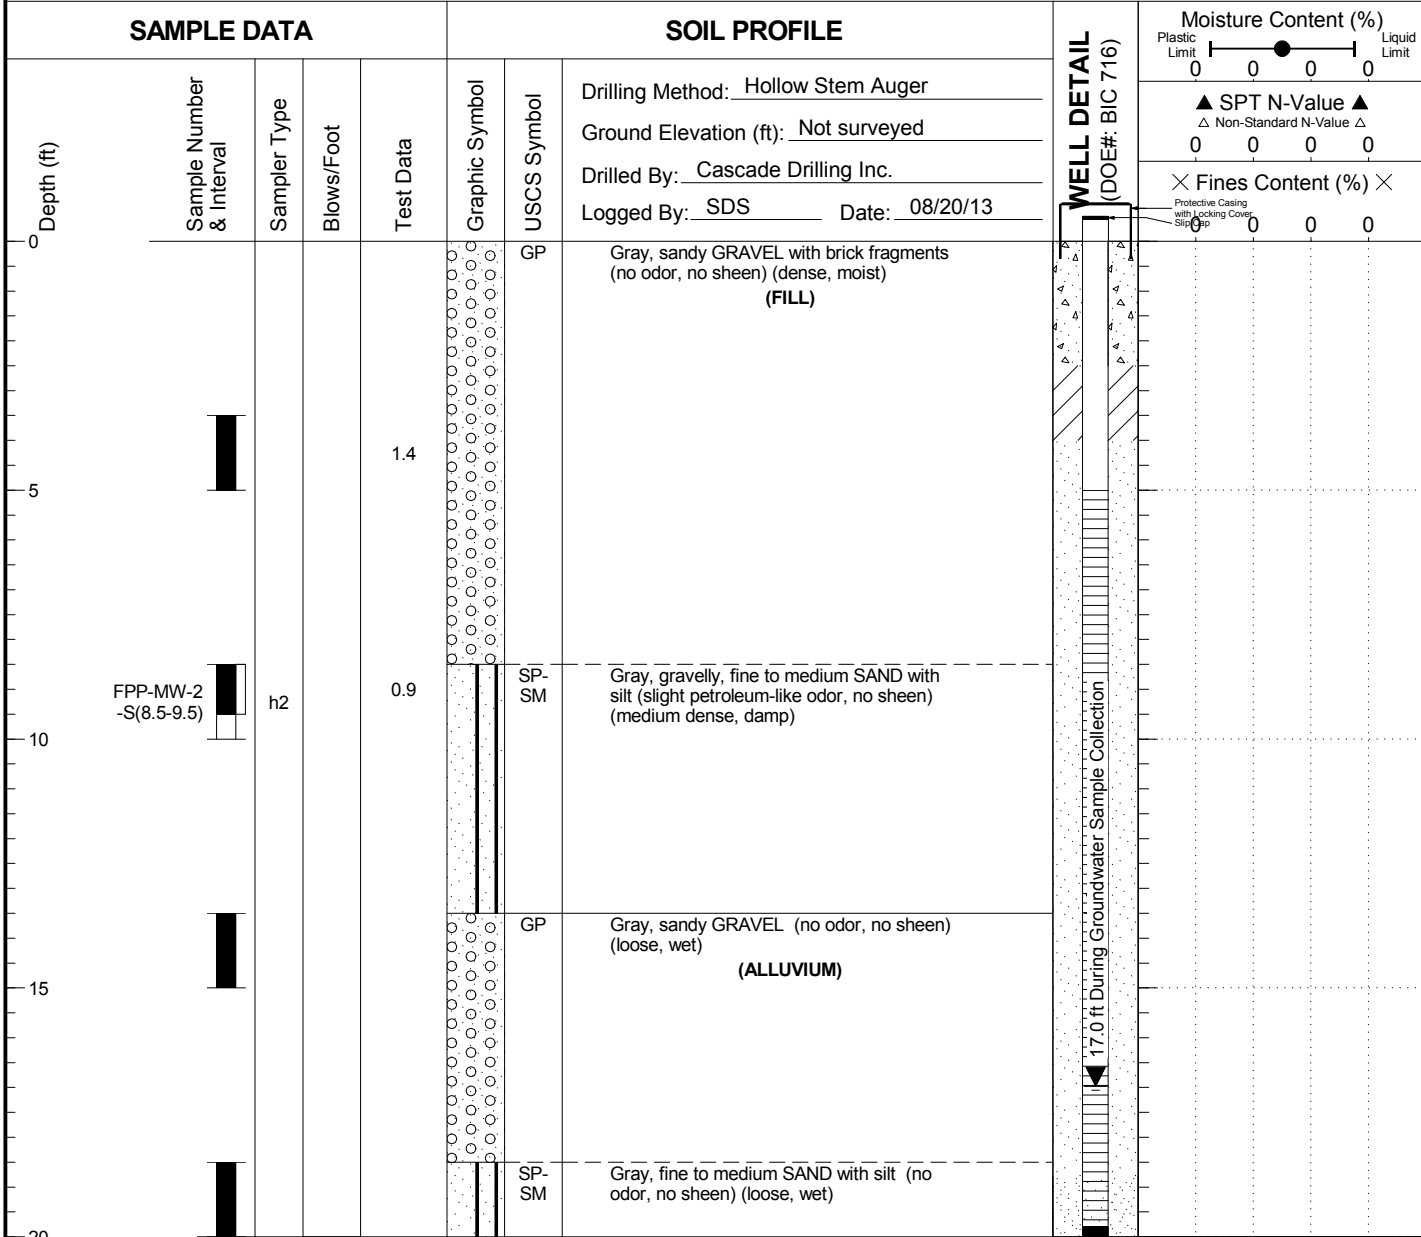 SAMPLE DATA
SOIL PROFILE
Depth (ft)
Sample Number
& Interval
Sampler Type
Blows/Foot
Test Data
Graphic Symbol
USCS Symbol
Drilling Method: Hollow Stem Auger
Ground Elevation (ft): Not surveyed
Drilled By: Cascade Drilling Inc.
Logged By: SDS Date: 08/20/13
WELL DETAIL
(DOE#: BIC 716)
Moisture Content (%)
Plastic
Limit
Liquid
Limit
0 0 0 0
▲ SPT N-Value ▲
△ Non-Standard N-Value △
0 0 0 0
✕ Fines Content (%) ✕
0 0 0 0
Protective Casing
with Locking Cover
Slip Cap
0
GP
Gray, sandy GRAVEL with brick fragments
(no odor, no sheen) (dense, moist)
(FILL)
1.4
5
FPP-MW-2
-S(8.5-9.5)
h2
0.9
SP-
SM
Gray, gravelly, fine to medium SAND with
silt (slight petroleum-like odor, no sheen)
(medium dense, damp)
10
17.0 ft During Groundwater Sample Collection
GP
Gray, sandy GRAVEL (no odor, no sheen)
(loose, wet)
(ALLUVIUM)
15
SP-
SM
Gray, fine to medium SAND with silt (no
odor, no sheen) (loose, wet)
20